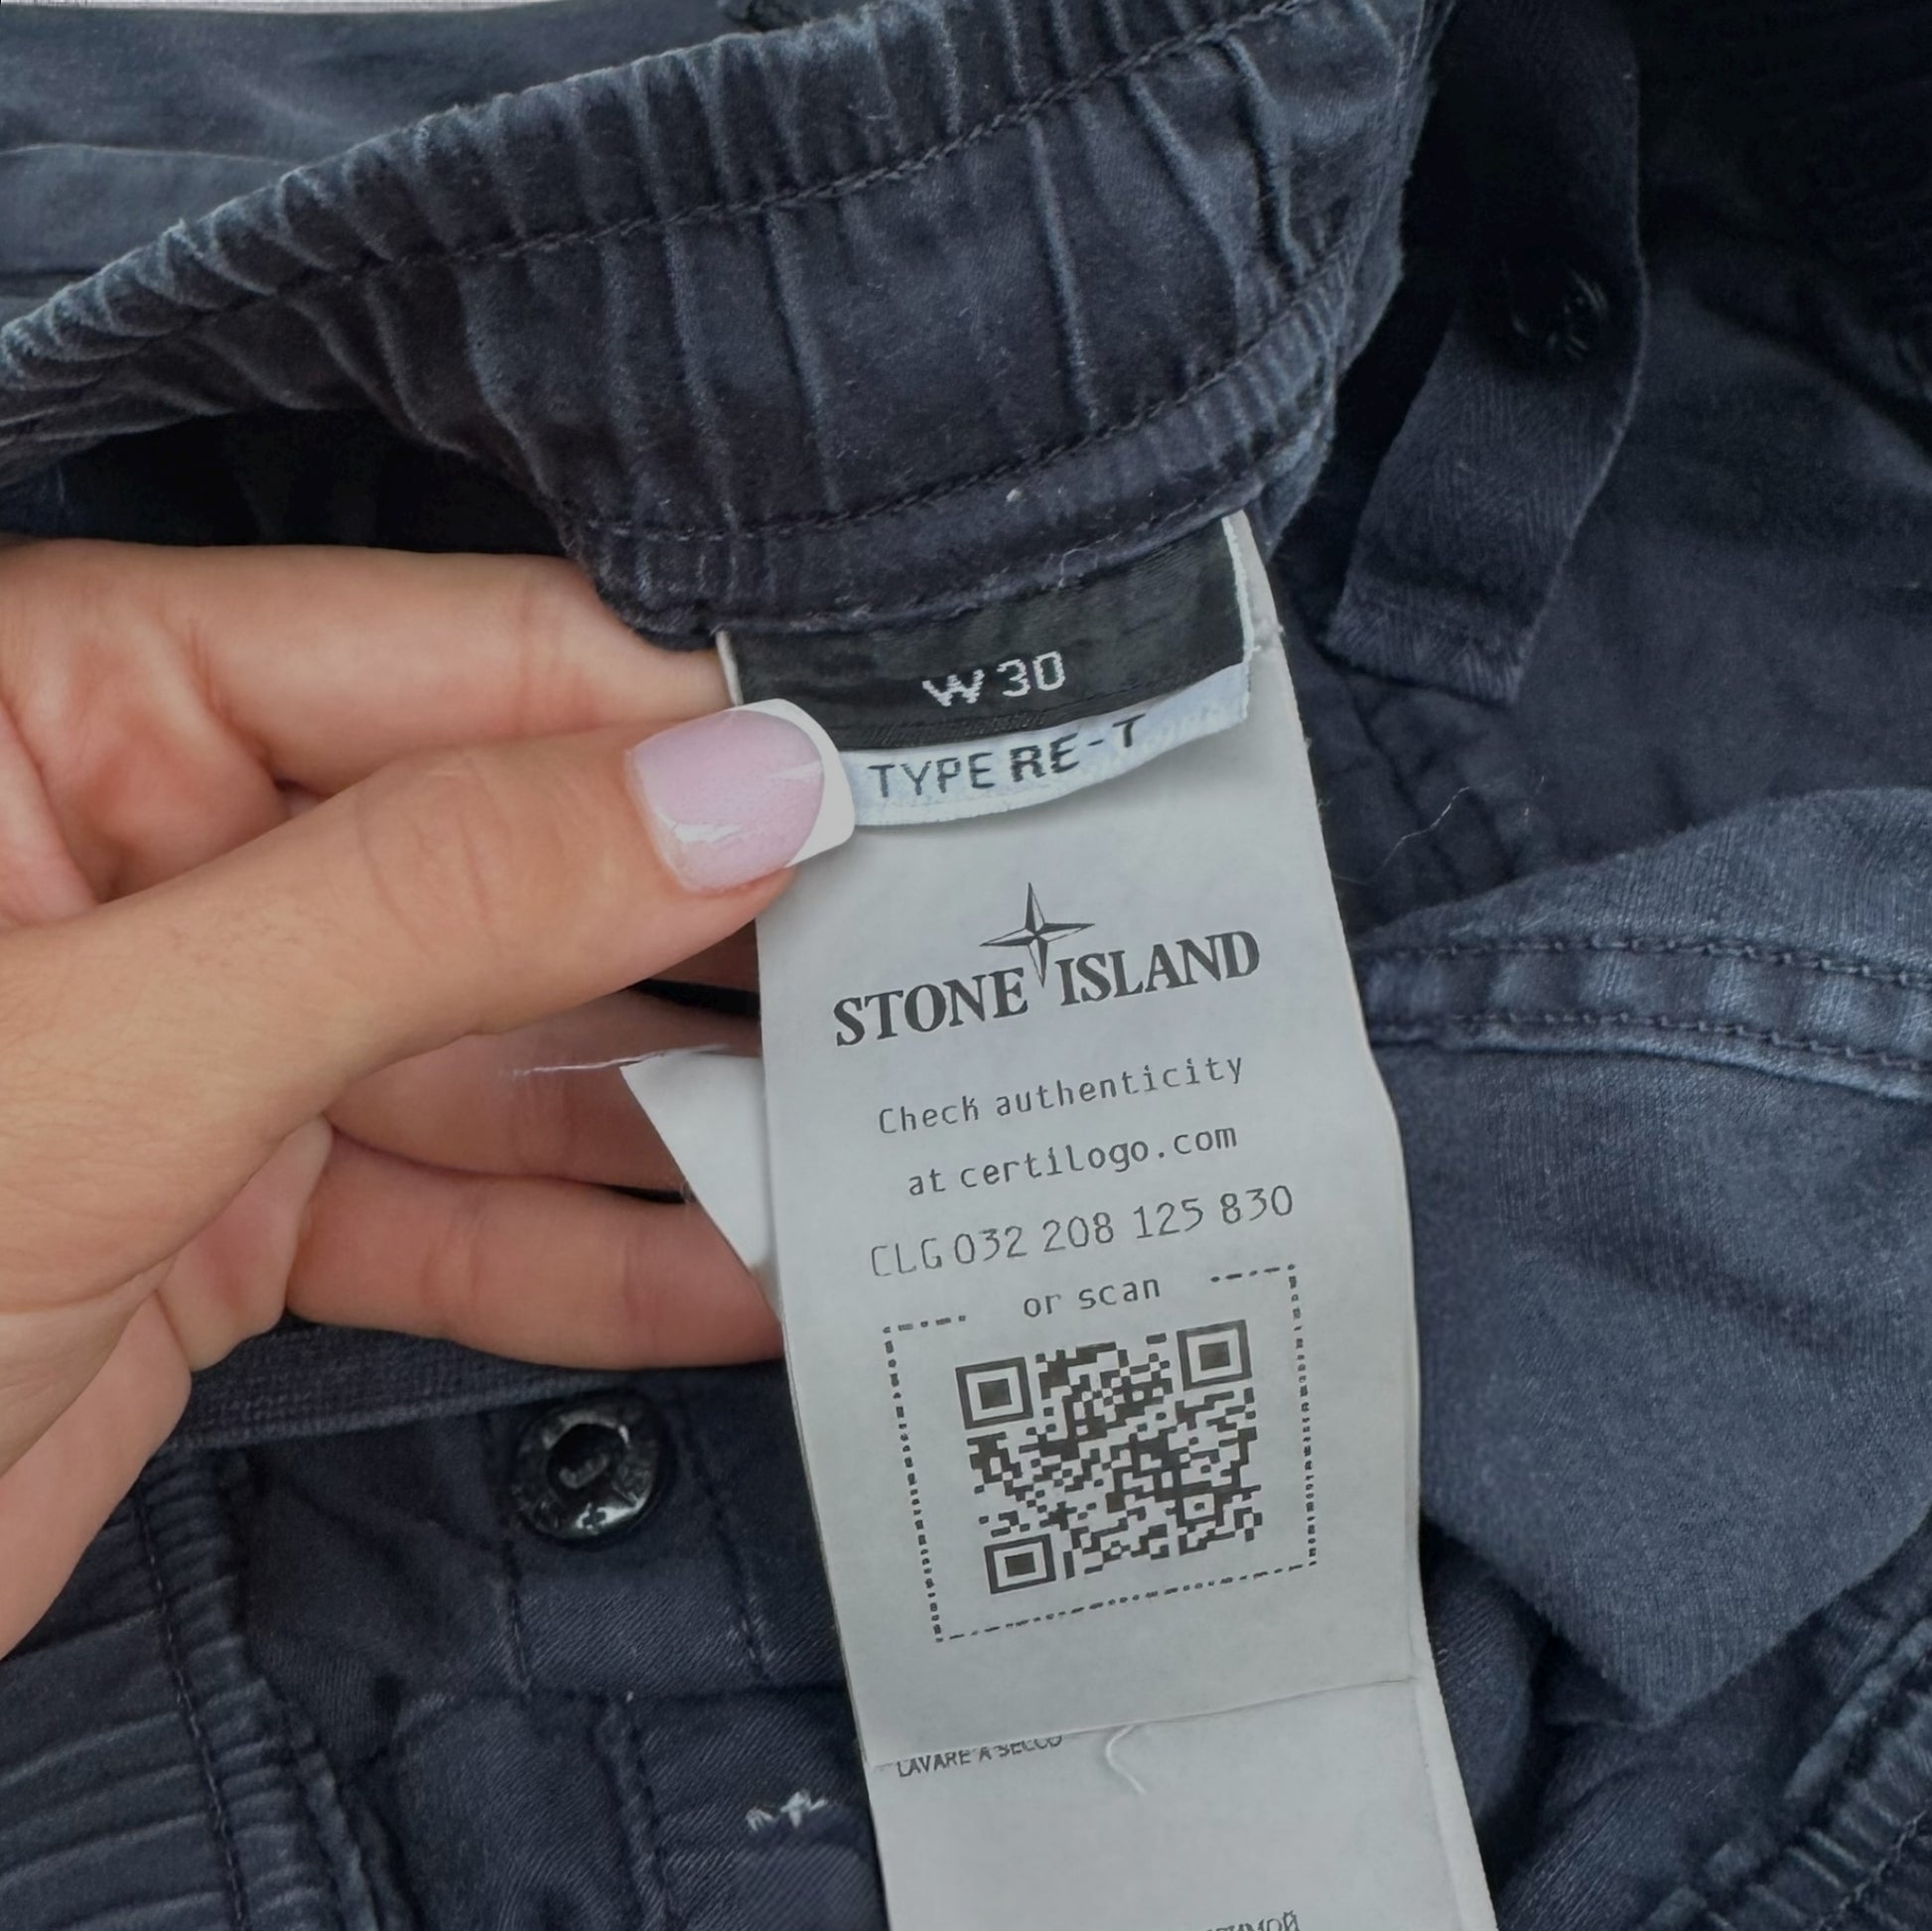 W30
TYPE RE-T
STONE ISLAND
Check authenticity
at certilogo.com
CLG 032 208 125 830
or scan
LAVARE A SECCO